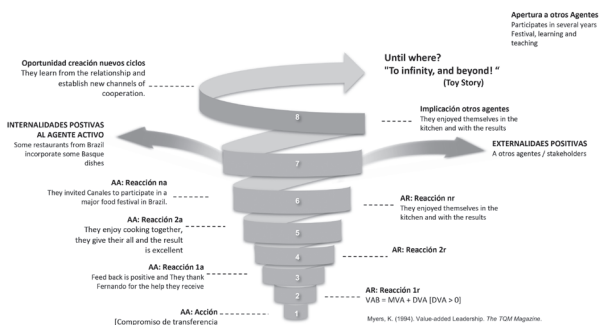 Apertura a otros Agentes
Participates in several years
Festival, learning and
teaching
Until where?
"To infinity, and beyond! "
(Toy Story)
Oportunidad creación nuevos ciclos
They learn from the relationship and
establish new channels of
cooperation.
8
Implicación otros agentes
They enjoyed themselves in the
kitchen and with the results
INTERNALIDADES POSTIVAS
AL AGENTE ACTIVO
Some restaurants from Brazil
incorporate some Basque
dishes
7
EXTERNALIDAES POSITIVAS
A otros agentes / stakeholders
AA: Reacción na
They invited Canales to participate in a
major food festival in Brazil.
6
AR: Reacción nr
They enjoyed themselves in the
kitchen and with the results
AA: Reacción 2a
They enjoy cooking together,
they give their all and the result
is excellent
5
4
AR: Reacción 2r
AA: Reacción 1a
Feed back is positive and They thank
Fernando for the help they receive
3
2
AR: Reacción 1r
VAB = MVA + DVA [DVA > 0]
AA: Acción
[Compromiso de transferencia
1
Myers, K. (1994). Value-added Leadership. The TQM Magazine.